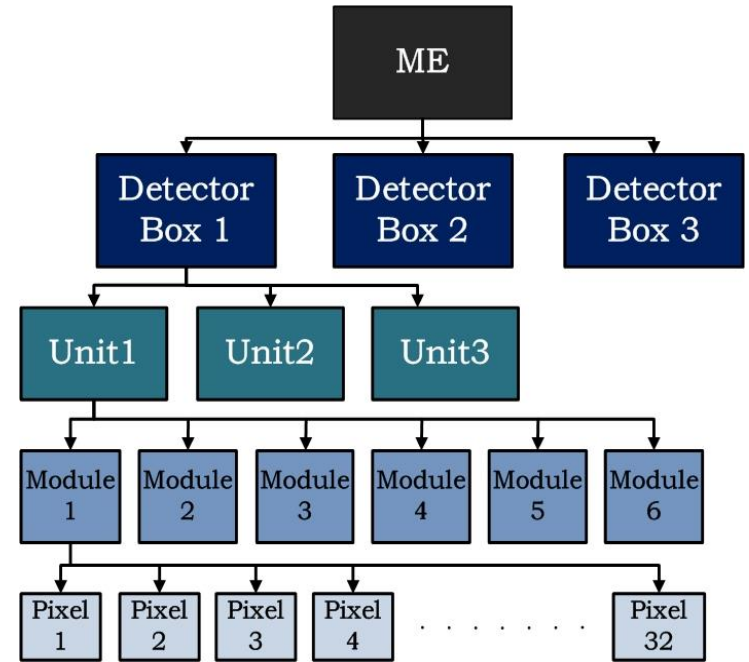 ME
Detector
Box 1
Detector
Box 2
Detector
Box 3
Unit1
Unit2
Unit3
Module
1
Module
2
Module
3
Module
4
Module
5
Module
6
Pixel
1
Pixel
2
Pixel
3
Pixel
4
. . . . . . .
Pixel
32